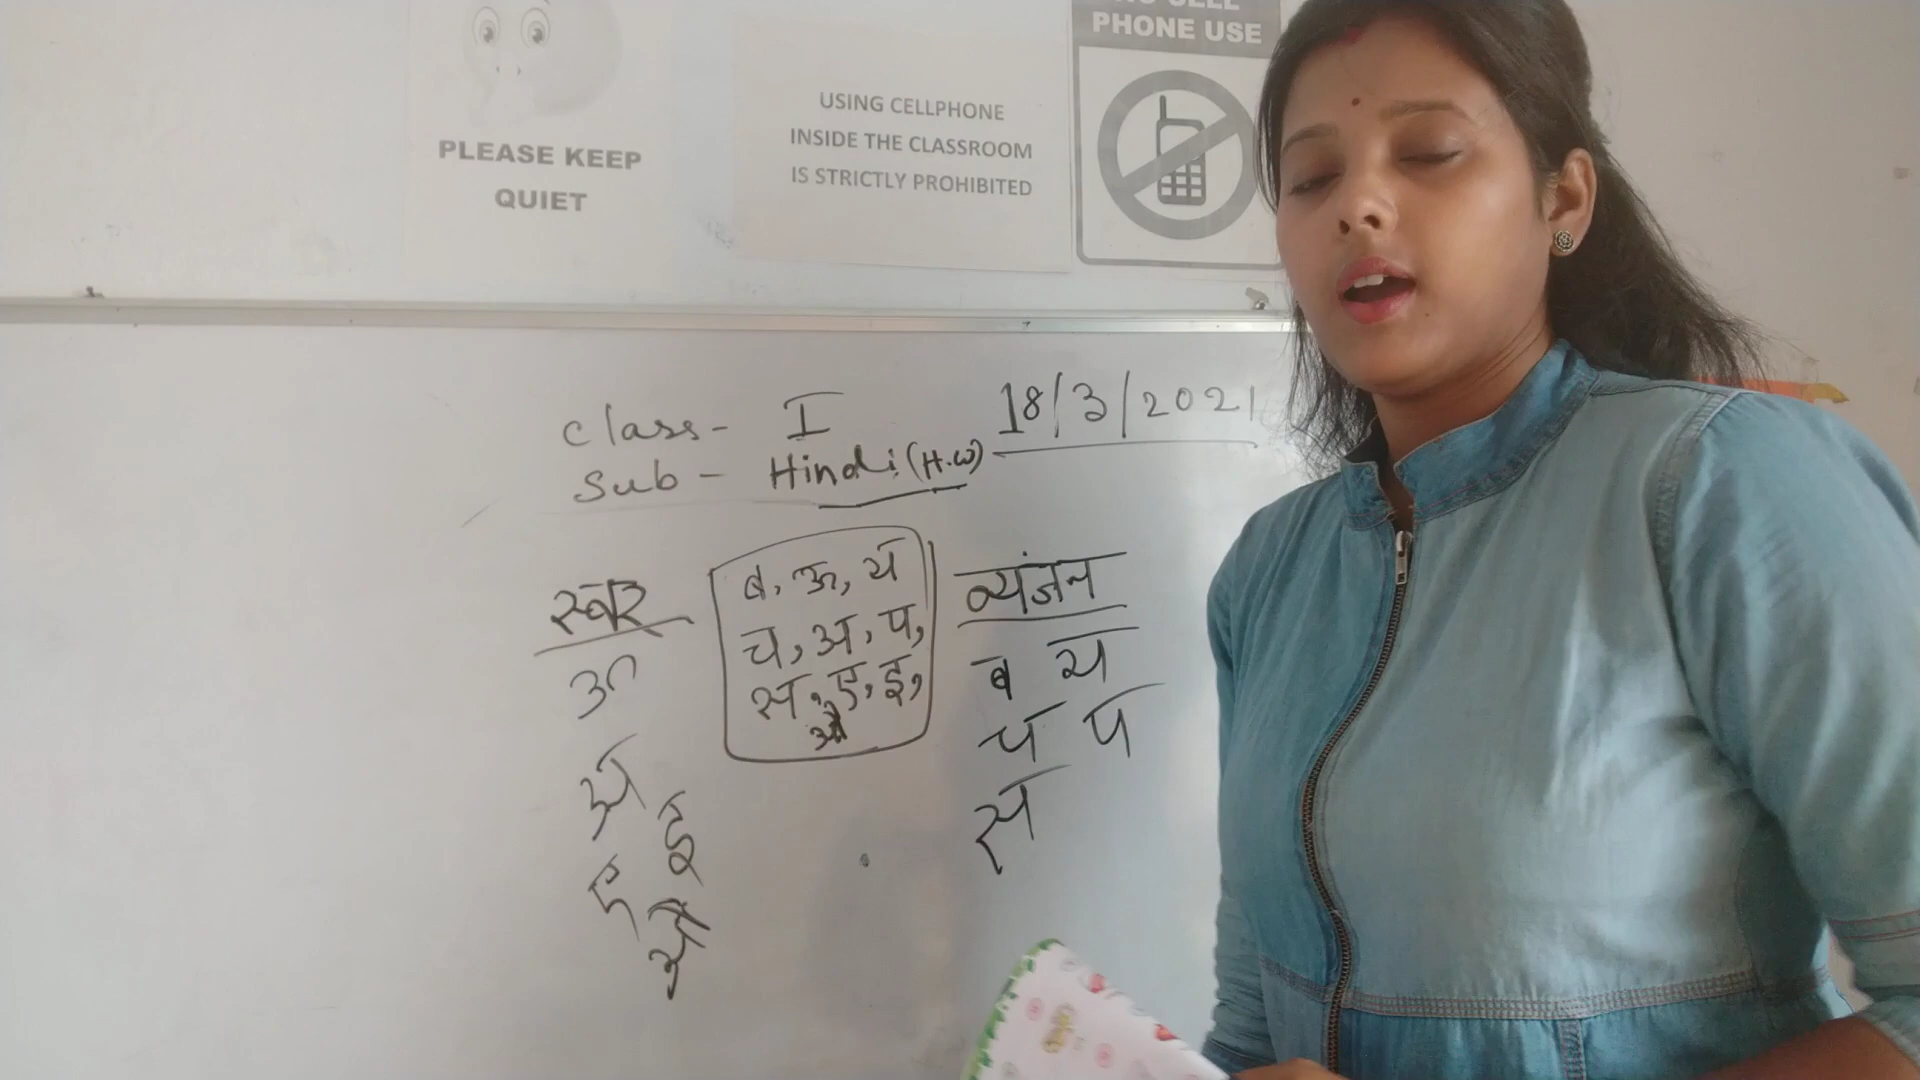 PLEASE KEEP
QUIET
USING CELLPHONE
INSIDE THE CLASSROOM
IS STRICTLY PROHIBITED
PHONE USE
Class - I
18/3/2021
Sub - Hindi (H.W)
स्वर
ब, ऊ, य
च, अ, प,
स, ए, इ,
औ
व्यंजन
ब य
च प
स
अ
इ
ए
औ